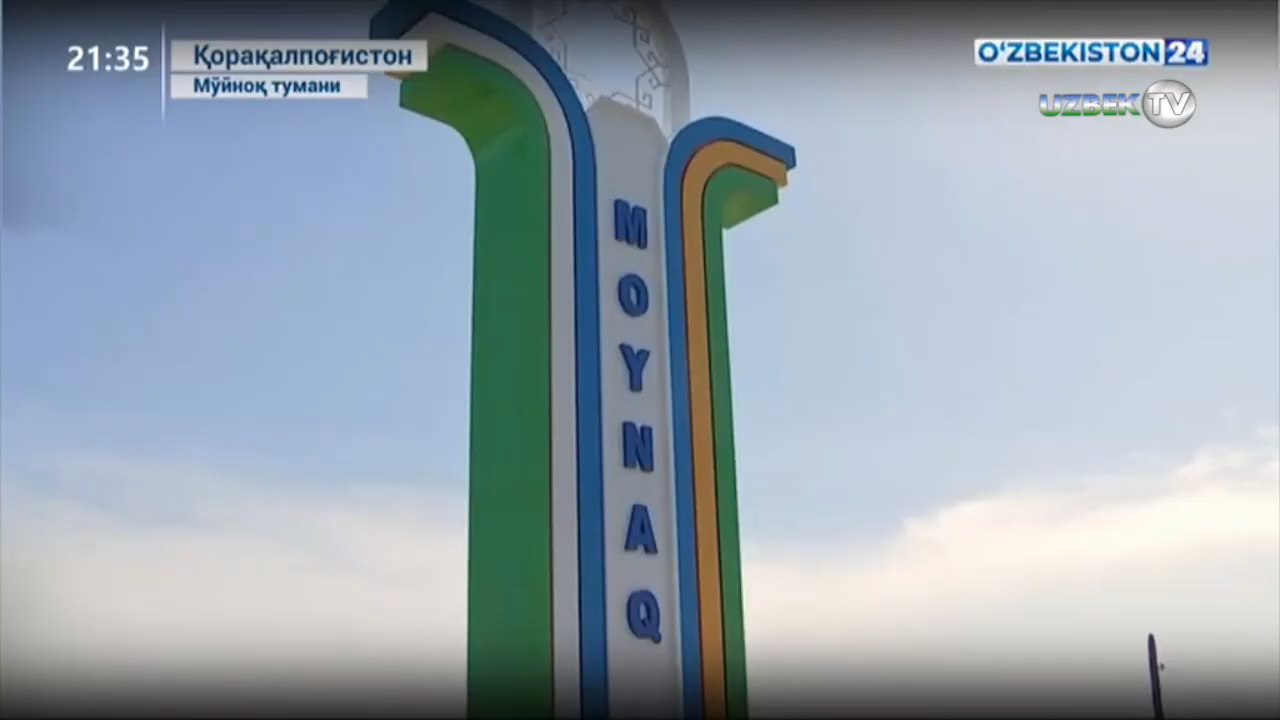 21:35
Қорақалпоғистон
Мўйноқ тумани
O'ZBEKISTON 24
UZBEK TV
MOYNAQ